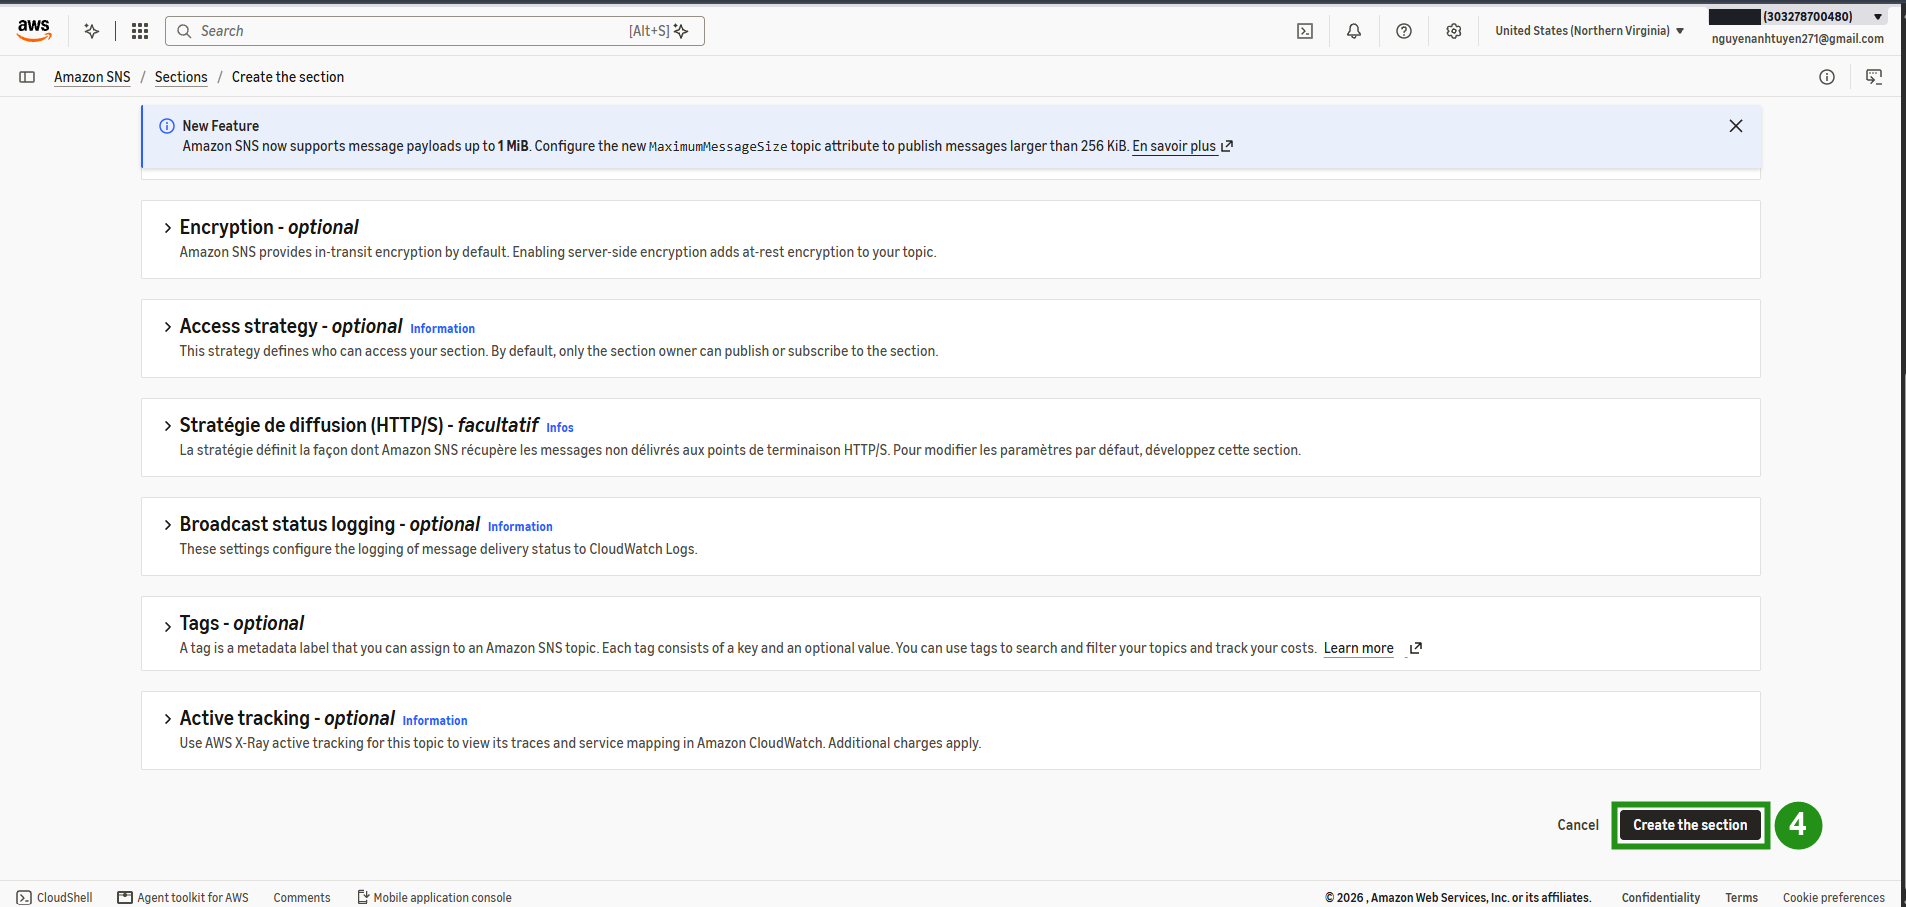 aws
Search [Alt+S]
United States (Northern Virginia)
(303278700480)
nguyenanhtuyen271@gmail.com
Amazon SNS / Sections / Create the section
New Feature
Amazon SNS now supports message payloads up to 1 MiB. Configure the new MaximumMessageSize topic attribute to publish messages larger than 256 KiB. En savoir plus
Encryption - optional
Amazon SNS provides in-transit encryption by default. Enabling server-side encryption adds at-rest encryption to your topic.
Access strategy - optional Information
This strategy defines who can access your section. By default, only the section owner can publish or subscribe to the section.
Stratégie de diffusion (HTTP/S) - facultatif Infos
La stratégie définit la façon dont Amazon SNS récupère les messages non délivrés aux points de terminaison HTTP/S. Pour modifier les paramètres par défaut, développez cette section.
Broadcast status logging - optional Information
These settings configure the logging of message delivery status to CloudWatch Logs.
Tags - optional
A tag is a metadata label that you can assign to an Amazon SNS topic. Each tag consists of a key and an optional value. You can use tags to search and filter your topics and track your costs. Learn more
Active tracking - optional Information
Use AWS X-Ray active tracking for this topic to view its traces and service mapping in Amazon CloudWatch. Additional charges apply.
Cancel Create the section 4
CloudShell Agent toolkit for AWS Comments Mobile application console © 2026 , Amazon Web Services, Inc. or its affiliates. Confidentiality Terms Cookie preferences